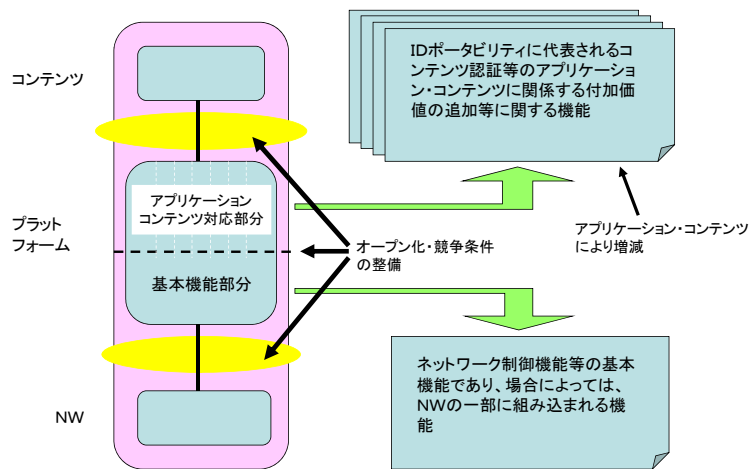 コンテンツ
プラット
フォーム
NW
アプリケーション
コンテンツ対応部分
基本機能部分
オープン化・競争条件
の整備
IDポータビリティに代表されるコ
ンテンツ認証等のアプリケーショ
ン・コンテンツに関係する付加価
値の追加等に関する機能
アプリケーション・コンテンツ
により増減
ネットワーク制御機能等の基本
機能であり、場合によっては、
NWの一部に組み込まれる機
能